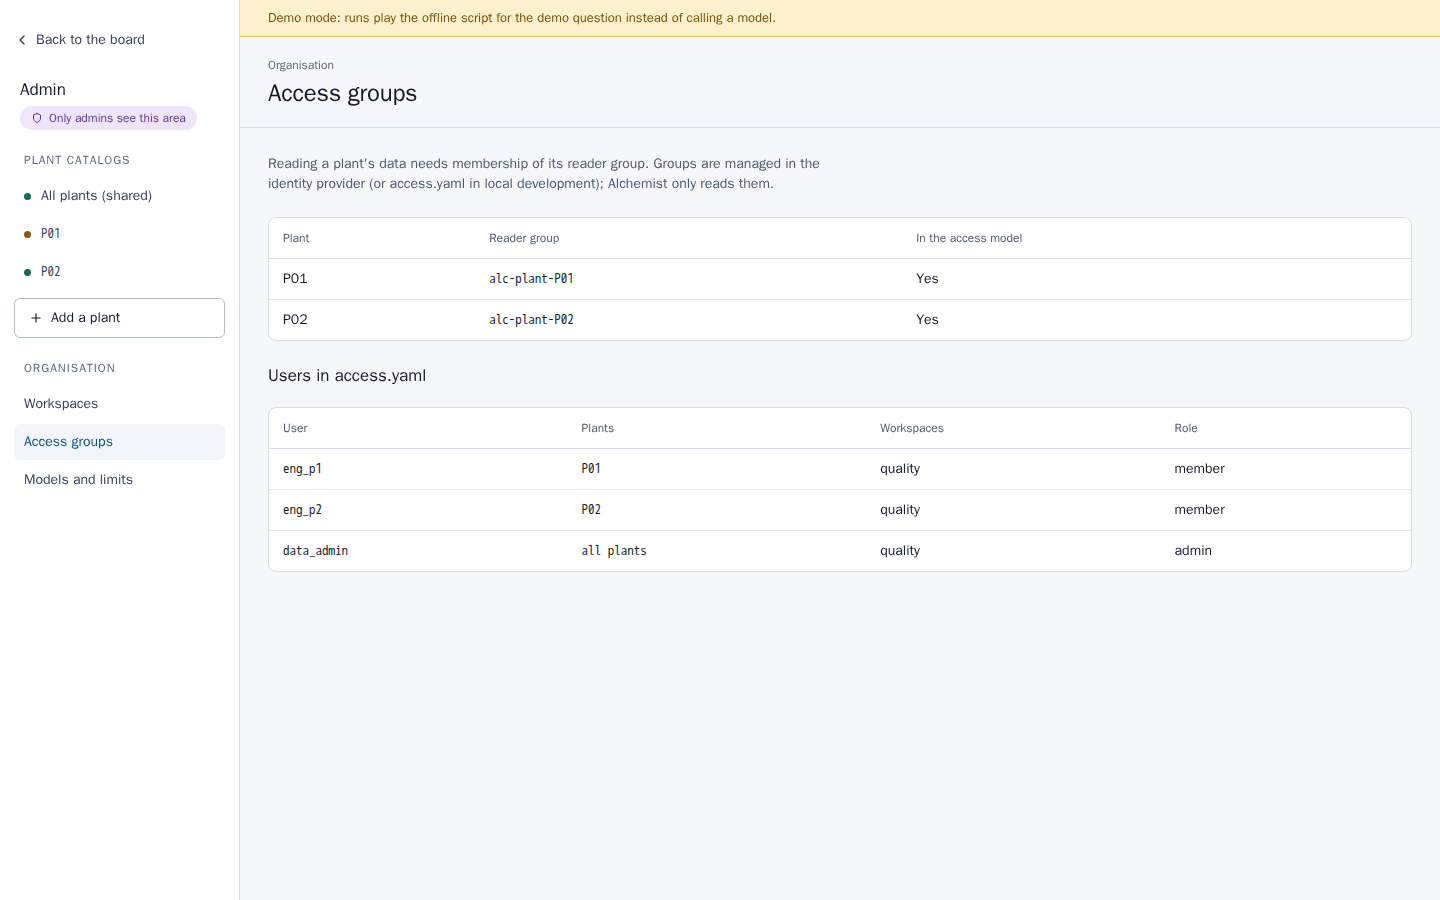 Demo mode: runs play the offline script for the demo question instead of calling a model.
Back to the board
Admin
Only admins see this area
PLANT CATALOGS
All plants (shared)
P01
P02
Add a plant
ORGANISATION
Workspaces
Access groups
Models and limits
Organisation
Access groups
Reading a plant's data needs membership of its reader group. Groups are managed in the
identity provider (or access.yaml in local development); Alchemist only reads them.
Plant Reader group In the access model
P01 alc-plant-P01 Yes
P02 alc-plant-P02 Yes
Users in access.yaml
User Plants Workspaces Role
eng_p1 P01 quality member
eng_p2 P02 quality member
data_admin all plants quality admin